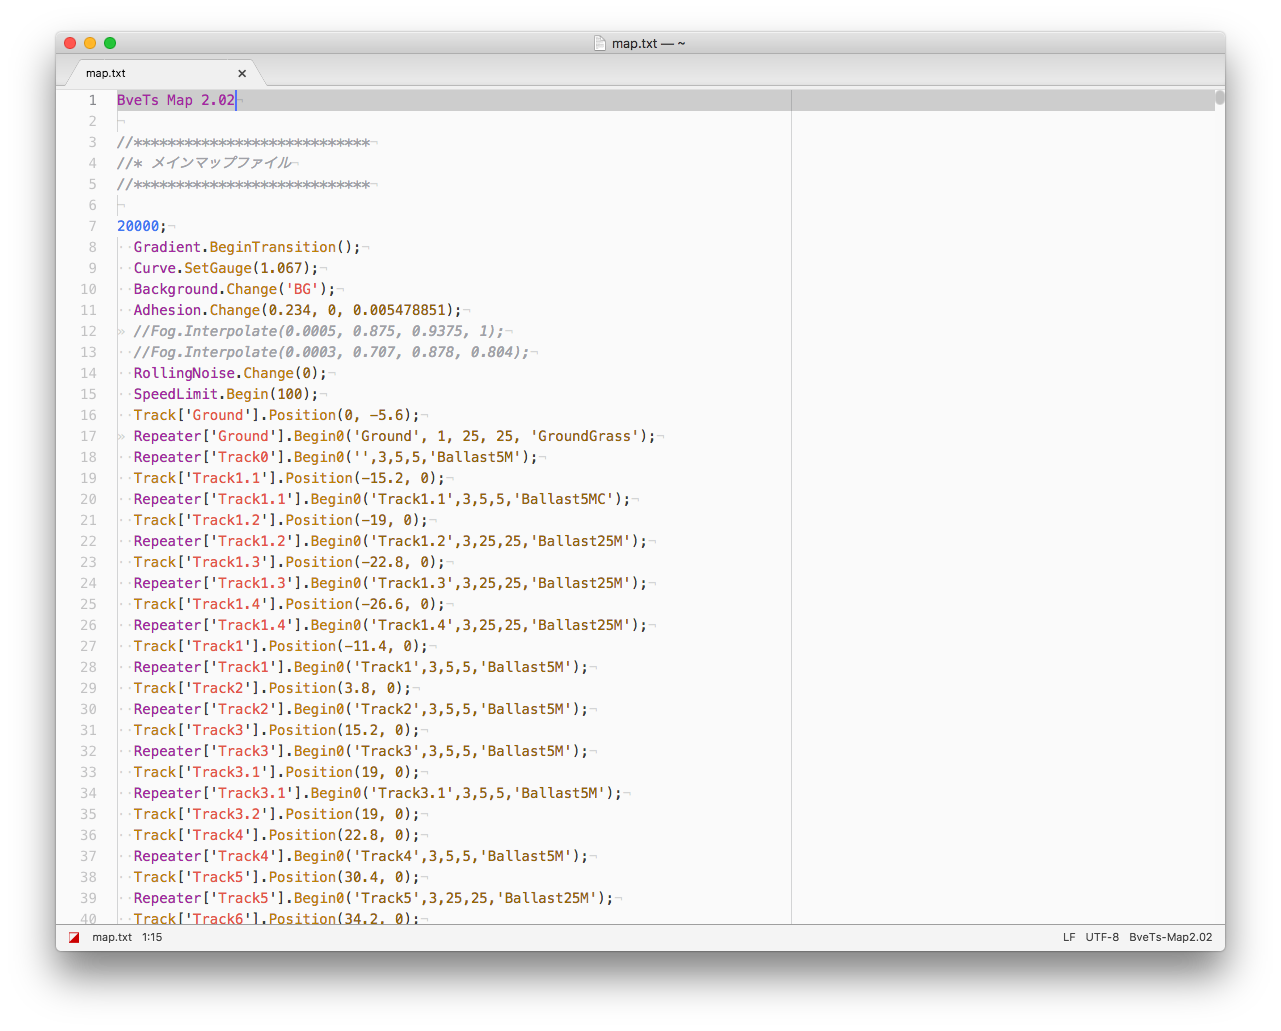 map.txt — ~
map.txt ×
1 BveTs Map 2.02
2
3 //****************************
4 //* メインマップファイル
5 //****************************
6
7 20000;
8 Gradient.BeginTransition();
9 Curve.SetGauge(1.067);
10 Background.Change('BG');
11 Adhesion.Change(0.234, 0, 0.005478851);
12 //Fog.Interpolate(0.0005, 0.875, 0.9375, 1);
13 //Fog.Interpolate(0.0003, 0.707, 0.878, 0.804);
14 RollingNoise.Change(0);
15 SpeedLimit.Begin(100);
16 Track['Ground'].Position(0, -5.6);
17 Repeater['Ground'].Begin0('Ground', 1, 25, 25, 'GroundGrass');
18 Repeater['Track0'].Begin0('',3,5,5,'Ballast5M');
19 Track['Track1.1'].Position(-15.2, 0);
20 Repeater['Track1.1'].Begin0('Track1.1',3,5,5,'Ballast5MC');
21 Track['Track1.2'].Position(-19, 0);
22 Repeater['Track1.2'].Begin0('Track1.2',3,25,25,'Ballast25M');
23 Track['Track1.3'].Position(-22.8, 0);
24 Repeater['Track1.3'].Begin0('Track1.3',3,25,25,'Ballast25M');
25 Track['Track1.4'].Position(-26.6, 0);
26 Repeater['Track1.4'].Begin0('Track1.4',3,25,25,'Ballast25M');
27 Track['Track1'].Position(-11.4, 0);
28 Repeater['Track1'].Begin0('Track1',3,5,5,'Ballast5M');
29 Track['Track2'].Position(3.8, 0);
30 Repeater['Track2'].Begin0('Track2',3,5,5,'Ballast5M');
31 Track['Track3'].Position(15.2, 0);
32 Repeater['Track3'].Begin0('Track3',3,5,5,'Ballast5M');
33 Track['Track3.1'].Position(19, 0);
34 Repeater['Track3.1'].Begin0('Track3.1',3,5,5,'Ballast5M');
35 Track['Track3.2'].Position(19, 0);
36 Track['Track4'].Position(22.8, 0);
37 Repeater['Track4'].Begin0('Track4',3,5,5,'Ballast5M');
38 Track['Track5'].Position(30.4, 0);
39 Repeater['Track5'].Begin0('Track5',3,25,25,'Ballast25M');
40 Track['Track6'].Position(34.2, 0);
map.txt 1:15 LF UTF-8 BveTs-Map2.02